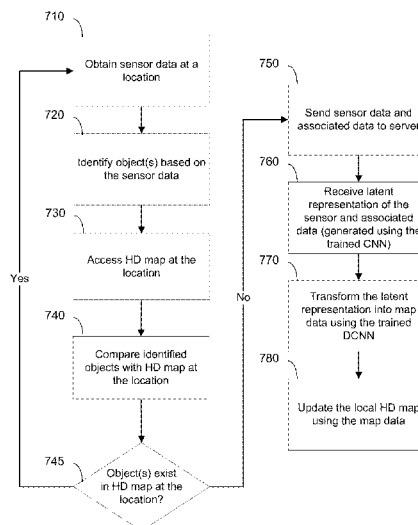 710
Obtain sensor data at a
location
720
Identify object(s) based on
the sensor data
730
Access HD map at the
location
740
Compare identified
objects with HD map at
the location
745
Object(s) exist
in HD map at the
location?
Yes
No
750
Send sensor data and
associated data to server
760
Receive latent
representation of the
sensor and associated
data (generated using the
trained CNN)
770
Transform the latent
representation into map
data using the trained
DCNN
780
Update the local HD map
using the map data